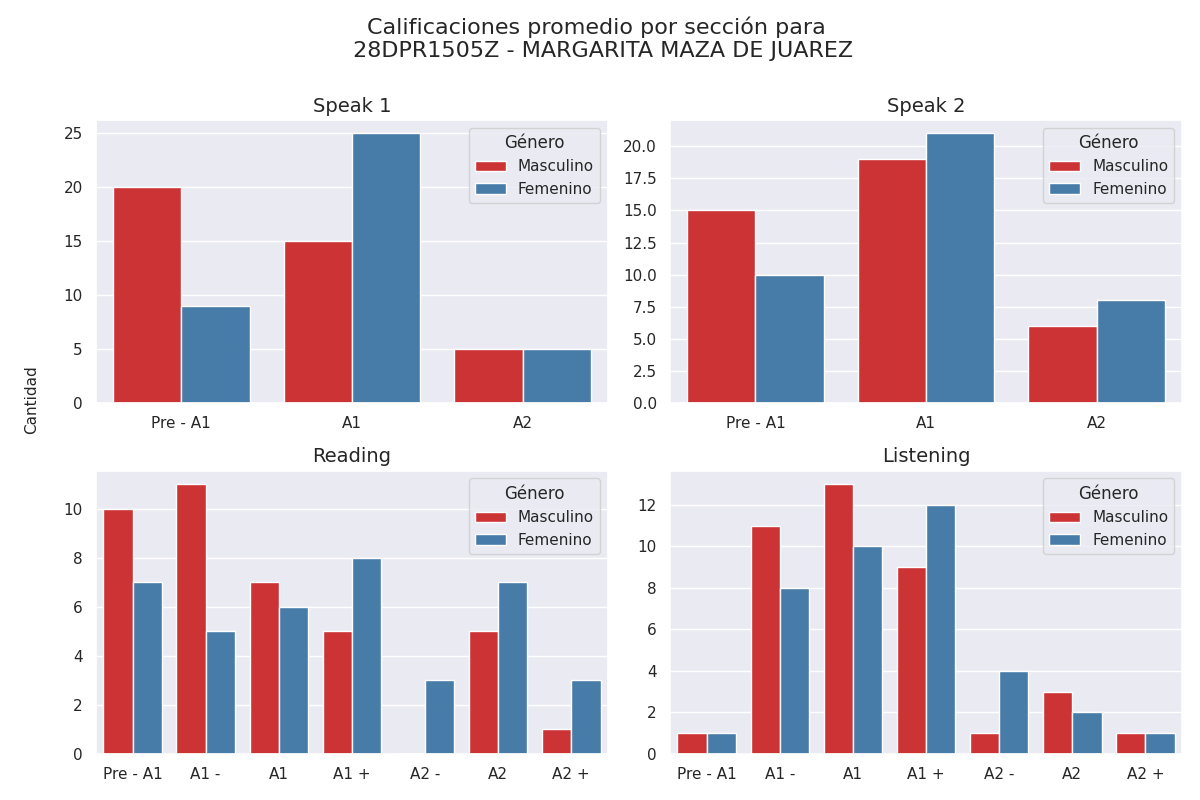 Calificaciones promedio por sección para
28DPR1505Z - MARGARITA MAZA DE JUAREZ
Cantidad
Speak 1
25
20
15
10
5
0
Pre - A1 A1 A2
Género
Masculino
Femenino
Speak 2
20.0
17.5
15.0
12.5
10.0
7.5
5.0
2.5
0.0
Pre - A1 A1 A2
Género
Masculino
Femenino
Reading
10
8
6
4
2
0
Pre - A1 A1 - A1 A1 + A2 - A2 A2 +
Género
Masculino
Femenino
Listening
12
10
8
6
4
2
0
Pre - A1 A1 - A1 A1 + A2 - A2 A2 +
Género
Masculino
Femenino